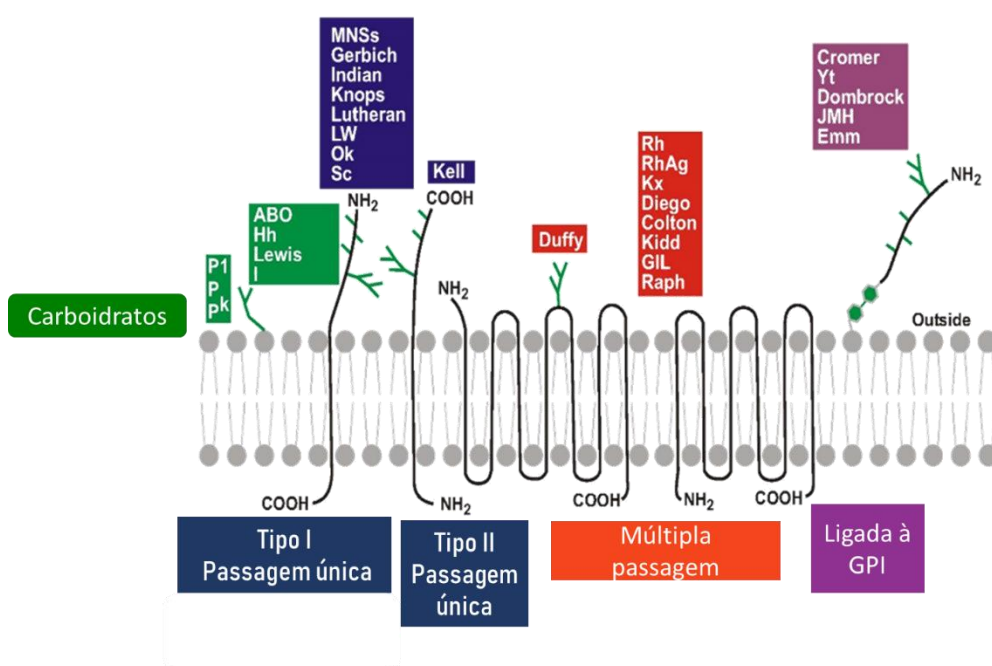 MNSs
Gerbich
Indian
Knops
Lutheran
LW
Ok
Sc
Kell
COOH
NH2
ABO
Hh
Lewis
I
P1
P
Pk
Carboidratos
NH2
Duffy
Rh
RhAg
Kx
Diego
Colton
Kidd
GIL
Raph
Cromer
Yt
Dombrock
JMH
Emm
NH2
Outside
COOH
NH2
COOH
NH2
COOH
Tipo I
Passagem única
Tipo II
Passagem
única
Múltipla
passagem
Ligada à
GPI